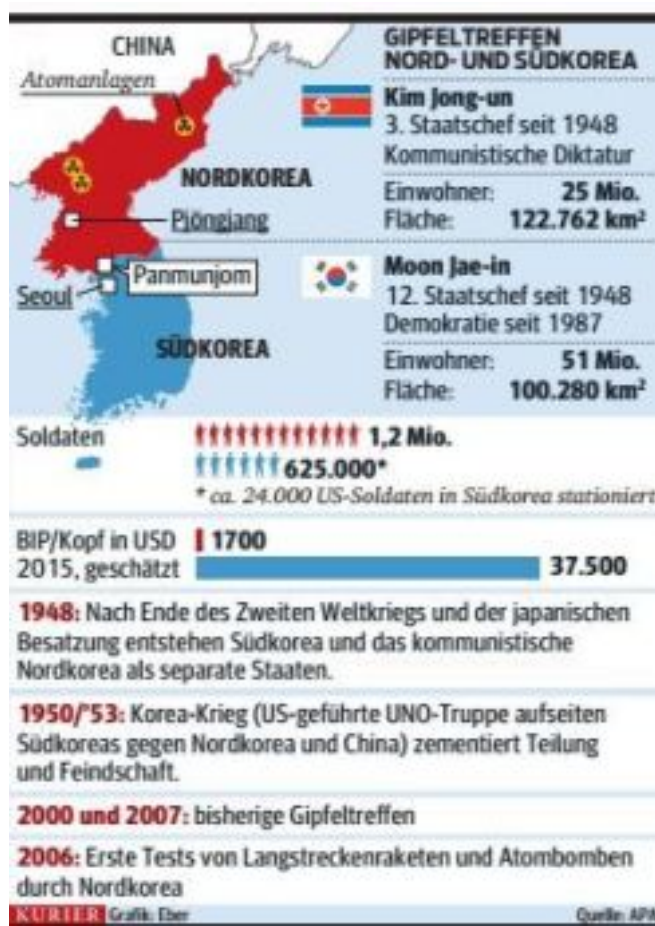 CHINA
Atomanlagen
NORDKOREA
Pjöngjang
Panmunjom
Seoul
SÜDKOREA
GIPFELTREFFEN
NORD- UND SÜDKOREA
Kim Jong-un
3. Staatschef seit 1948
Kommunistische Diktatur
Einwohner: 25 Mio.
Fläche: 122.762 km²
Moon Jae-in
12. Staatschef seit 1948
Demokratie seit 1987
Einwohner: 51 Mio.
Fläche: 100.280 km²
Soldaten 1,2 Mio.
625.000*
* ca. 24.000 US-Soldaten in Südkorea stationiert
BIP/Kopf in USD 1700
2015, geschätzt 37.500
1948: Nach Ende des Zweiten Weltkriegs und der japanischen
Besatzung entstehen Südkorea und das kommunistische
Nordkorea als separate Staaten.
1950/'53: Korea-Krieg (US-geführte UNO-Truppe aufseiten
Südkoreas gegen Nordkorea und China) zementiert Teilung
und Feindschaft.
2000 und 2007: bisherige Gipfeltreffen
2006: Erste Tests von Langstreckenraketen und Atombomben
durch Nordkorea
KURIER Grafik: Eber Quelle: APA